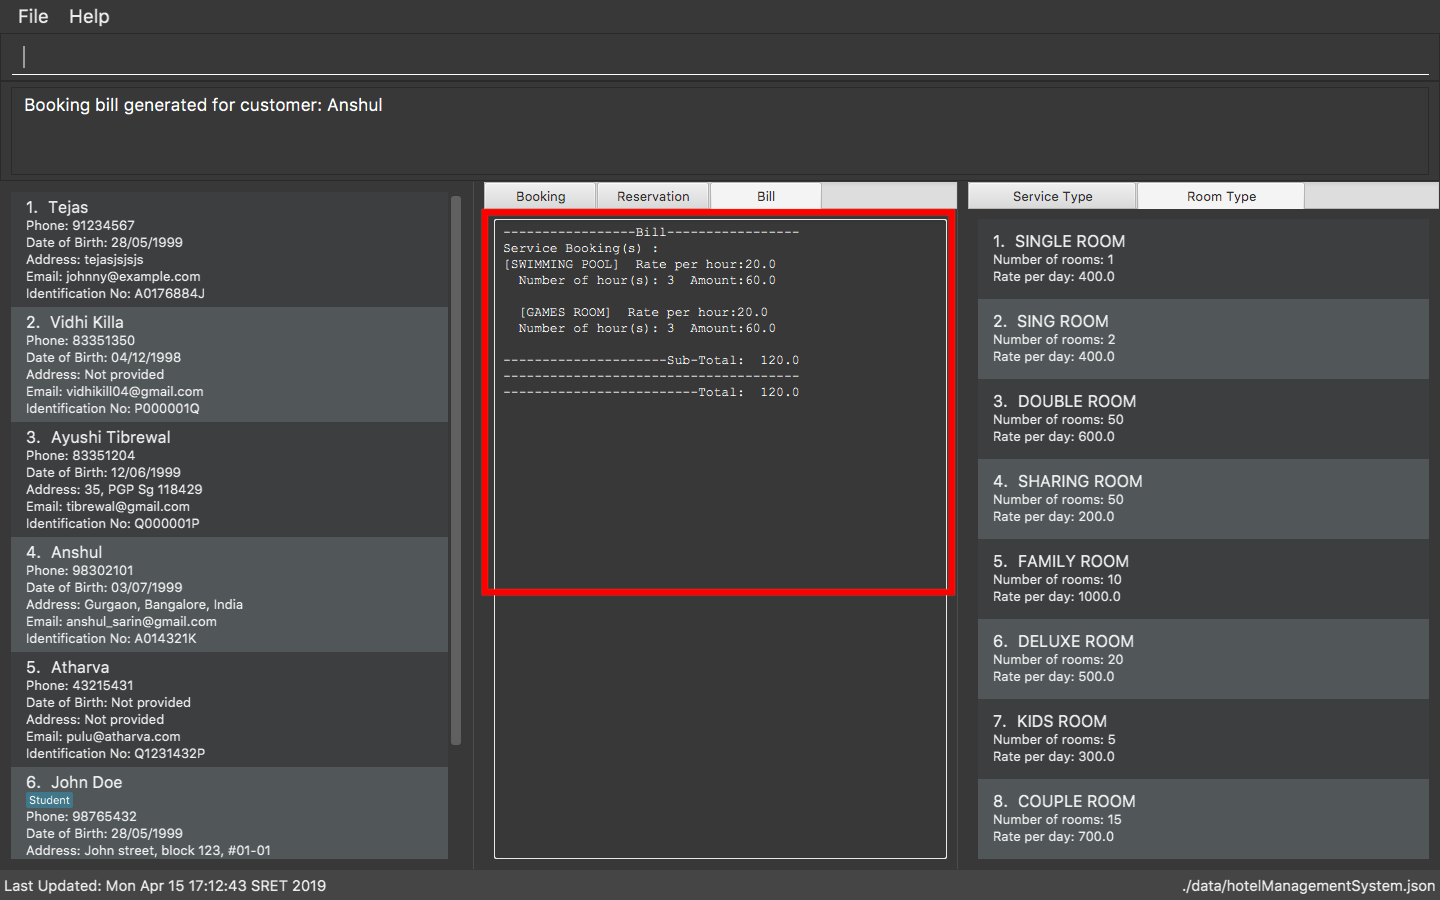 File Help
Booking bill generated for customer: Anshul
1. Tejas
Phone: 91234567
Date of Birth: 28/05/1999
Address: tejasjsjsjs
Email: johnny@example.com
Identification No: A0176884J
2. Vidhi Killa
Phone: 83351350
Date of Birth: 04/12/1998
Address: Not provided
Email: vidhikill04@gmail.com
Identification No: P000001Q
3. Ayushi Tibrewal
Phone: 83351204
Date of Birth: 12/06/1999
Address: 35, PGP Sg 118429
Email: tibrewal@gmail.com
Identification No: Q000001P
4. Anshul
Phone: 98302101
Date of Birth: 03/07/1999
Address: Gurgaon, Bangalore, India
Email: anshul_sarin@gmail.com
Identification No: A014321K
5. Atharva
Phone: 43215431
Date of Birth: Not provided
Address: Not provided
Email: pulu@atharva.com
Identification No: Q1231432P
6. John Doe
Student
Phone: 98765432
Date of Birth: 28/05/1999
Address: John street, block 123, #01-01
Booking Reservation Bill
-----------------Bill-----------------
Service Booking(s) :
[SWIMMING POOL] Rate per hour:20.0
Number of hour(s): 3 Amount:60.0
[GAMES ROOM] Rate per hour:20.0
Number of hour(s): 3 Amount:60.0
---------------------Sub-Total: 120.0
--------------------------------------
-------------------------Total: 120.0
Service Type Room Type
1. SINGLE ROOM
Number of rooms: 1
Rate per day: 400.0
2. SING ROOM
Number of rooms: 2
Rate per day: 400.0
3. DOUBLE ROOM
Number of rooms: 50
Rate per day: 600.0
4. SHARING ROOM
Number of rooms: 50
Rate per day: 200.0
5. FAMILY ROOM
Number of rooms: 10
Rate per day: 1000.0
6. DELUXE ROOM
Number of rooms: 20
Rate per day: 500.0
7. KIDS ROOM
Number of rooms: 5
Rate per day: 300.0
8. COUPLE ROOM
Number of rooms: 15
Rate per day: 700.0
Last Updated: Mon Apr 15 17:12:43 SRET 2019
./data/hotelManagementSystem.json